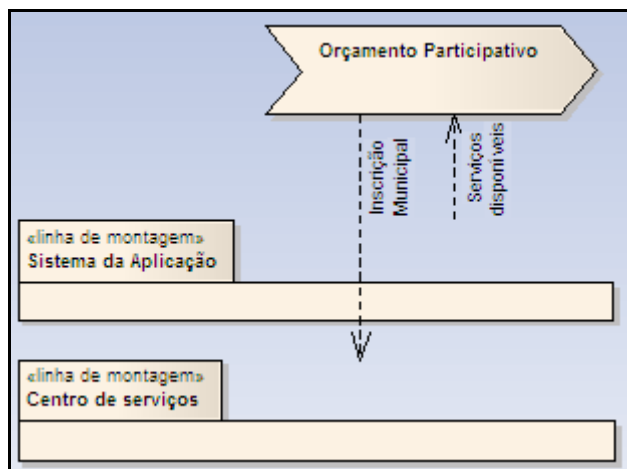 Orçamento Participativo
Inscrição
Municipal
Serviços
disponíveis
«linha de montagem»
Sistema da Aplicação
«linha de montagem»
Centro de serviços